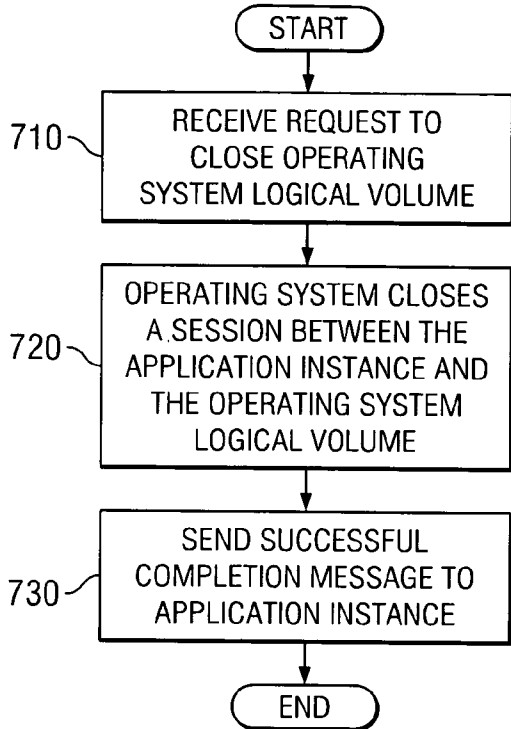 START
710
RECEIVE REQUEST TO
CLOSE OPERATING
SYSTEM LOGICAL VOLUME
720
OPERATING SYSTEM CLOSES
A SESSION BETWEEN THE
APPLICATION INSTANCE AND
THE OPERATING SYSTEM
LOGICAL VOLUME
730
SEND SUCCESSFUL
COMPLETION MESSAGE TO
APPLICATION INSTANCE
END